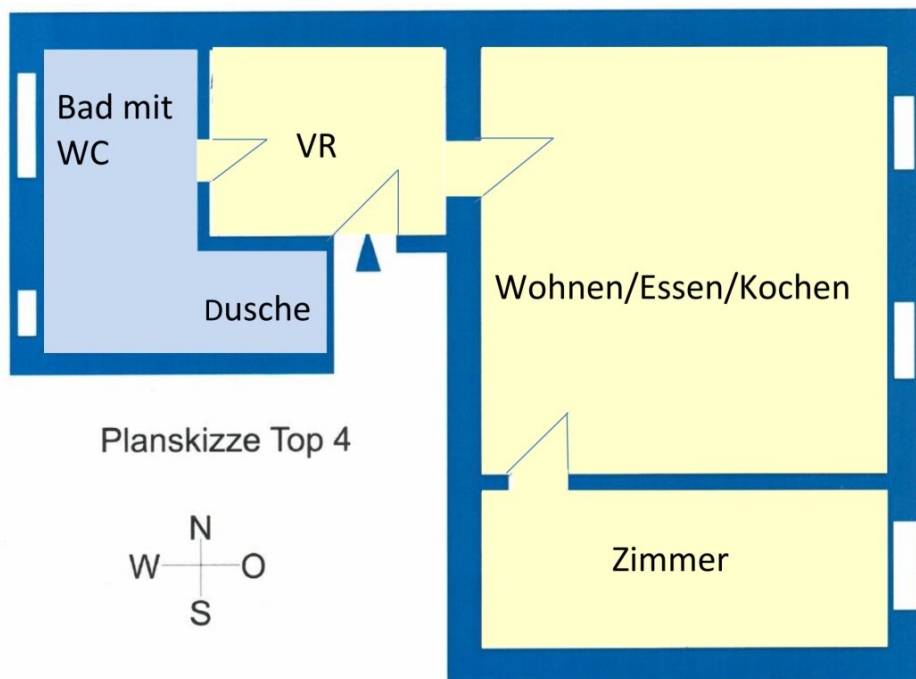 Bad mit
WC
VR
Wohnen/Essen/Kochen
Dusche
Planskizze Top 4
N
W O
S
Zimmer